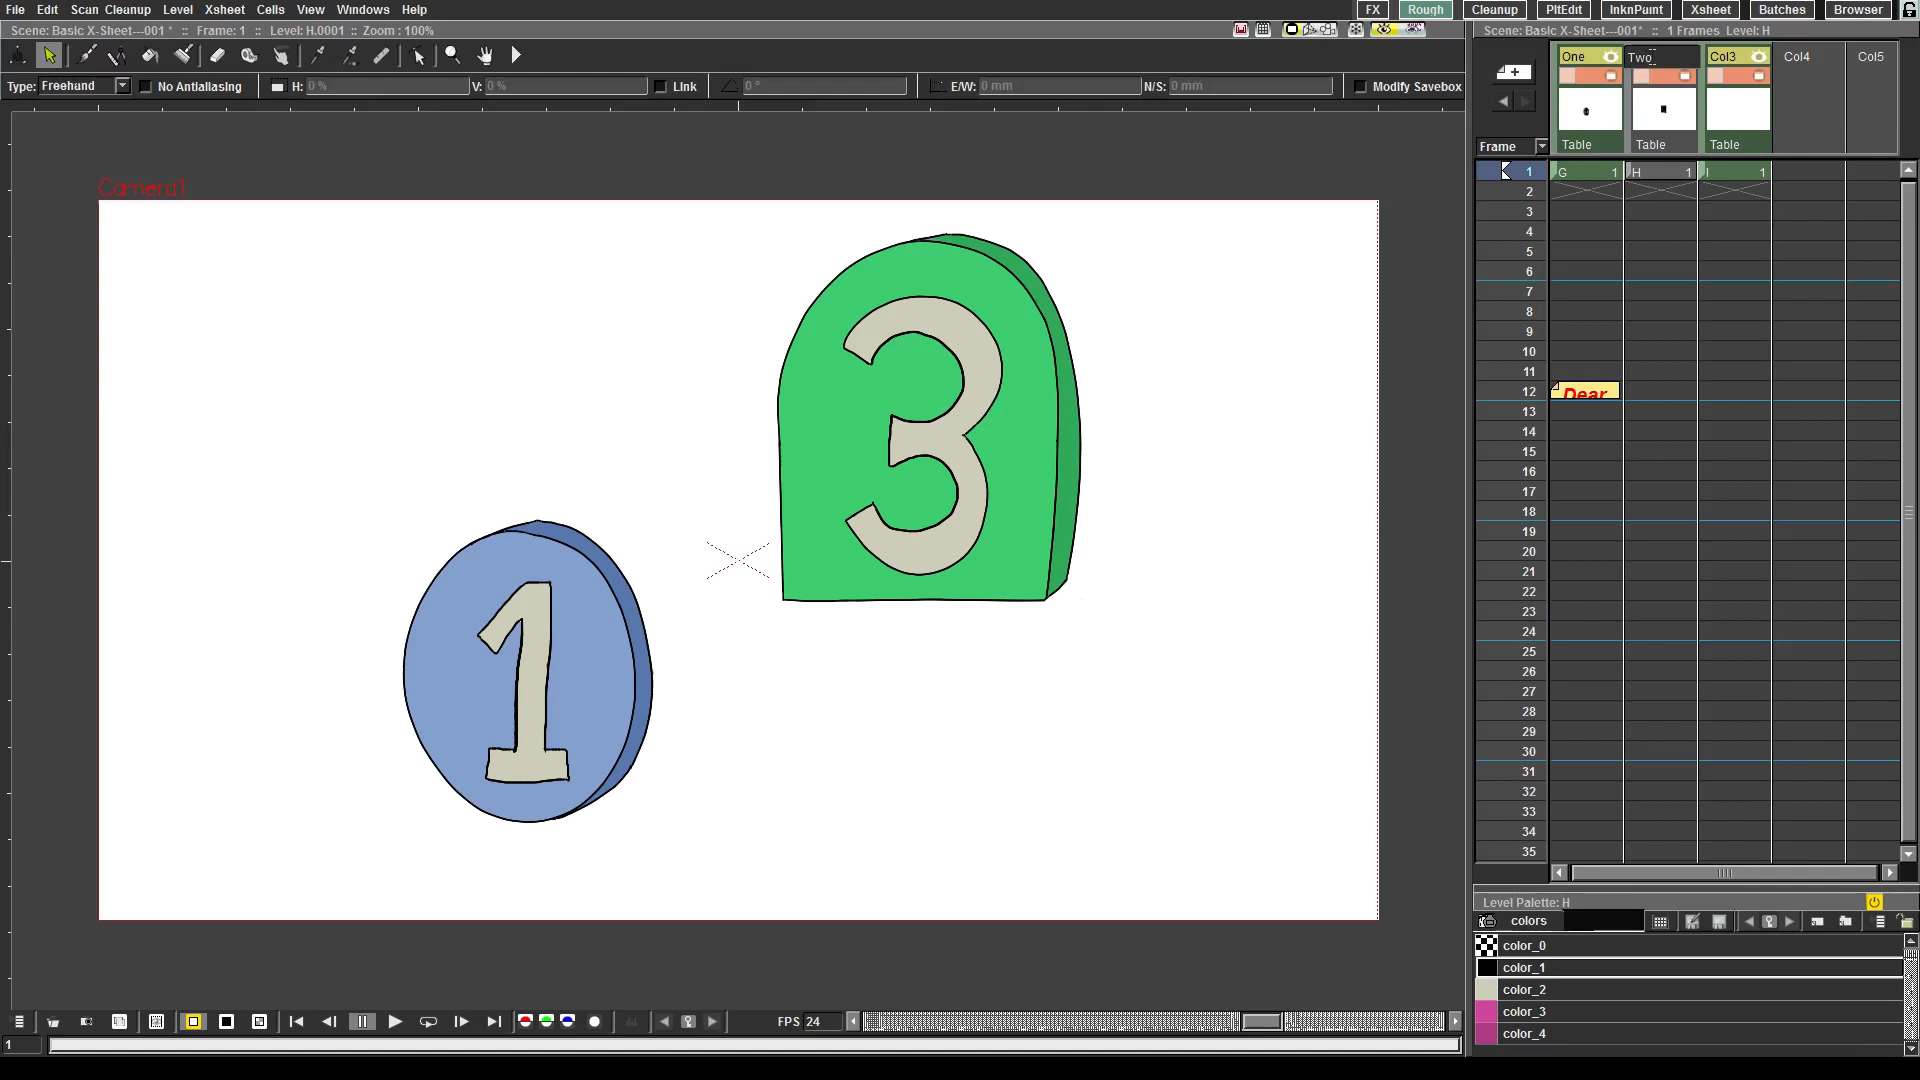 File Edit Scan Cleanup Level Xsheet Cells View Windows Help
FX Rough Cleanup PltEdit InknPaint Xsheet Batches Browser
Scene: Basic X-Sheet---001 * :: Frame: 1 :: Level: H.0001 :: Zoom : 100%
Scene: Basic X-Sheet---001* :: 1 Frames Level: H
One Two Col3 Col4 Col5
Type: Freehand No Antialiasing H: 0 % V: 0 % Link 0 ° E/W: 0 mm N/S: 0 mm Modify Savebox
Table Table Table
Frame
Camera1
1 G 1 H 1 I 1
2
3
4
5
6
7
8
9
10
11
12 Dear
13
14
15
16
17
18
19
20
21
22
23
24
25
26
27
28
29
30
31
32
33
34
35
3
1
Level Palette: H
colors
color_0
color_1
color_2
color_3
color_4
FPS 24
1